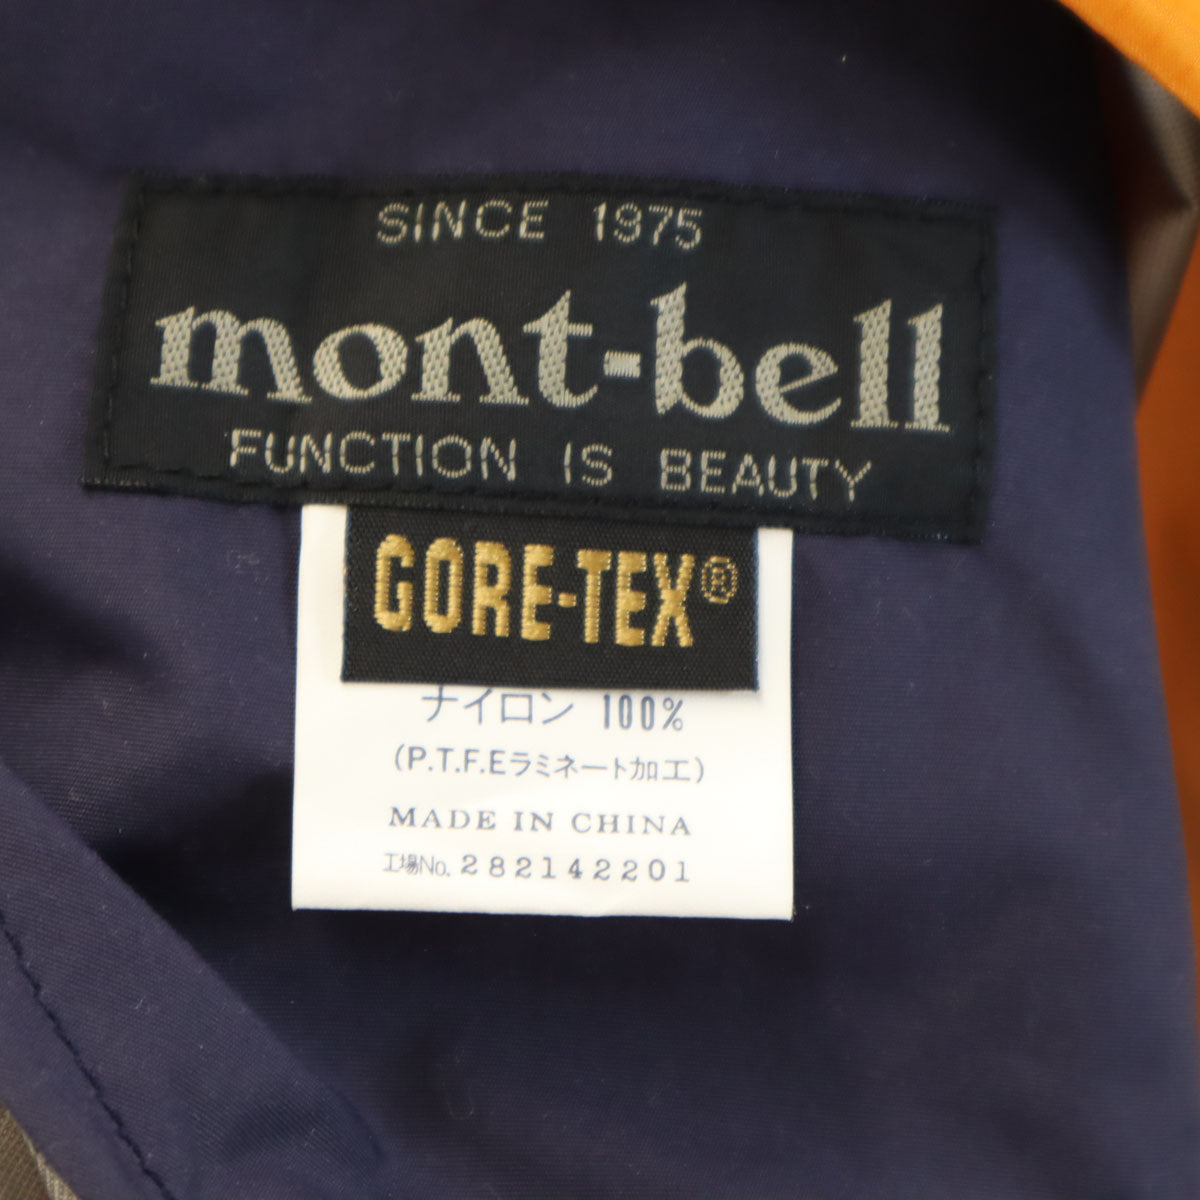 SINCE 1975
mont-bell
FUNCTION IS BEAUTY
GORE-TEX®
ナイロン 100%
(P.T.F.Eラミネート加工)
MADE IN CHINA
工場No. 282142201